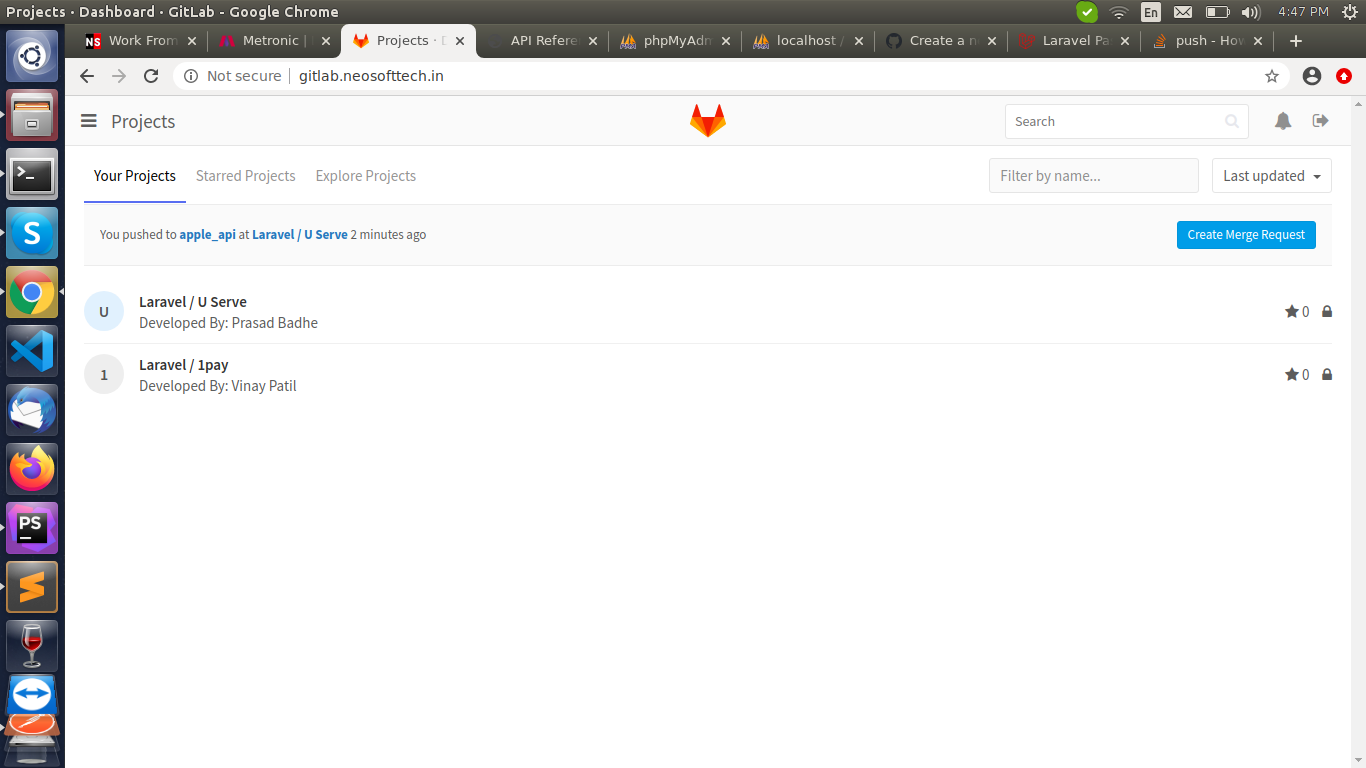 Projects · Dashboard · GitLab - Google Chrome
En
4:47 PM
NS Work From
Metronic |
Projects · D
API Refere
phpMyAdm
localhost /
Create a n
Laravel Pa
push - How
Not secure
gitlab.neosofttech.in
Projects
Search
Your Projects
Starred Projects
Explore Projects
Filter by name...
Last updated
You pushed to apple_api at Laravel / U Serve 2 minutes ago
Create Merge Request
U
Laravel / U Serve
Developed By: Prasad Badhe
0
1
Laravel / 1pay
Developed By: Vinay Patil
0
S
PS